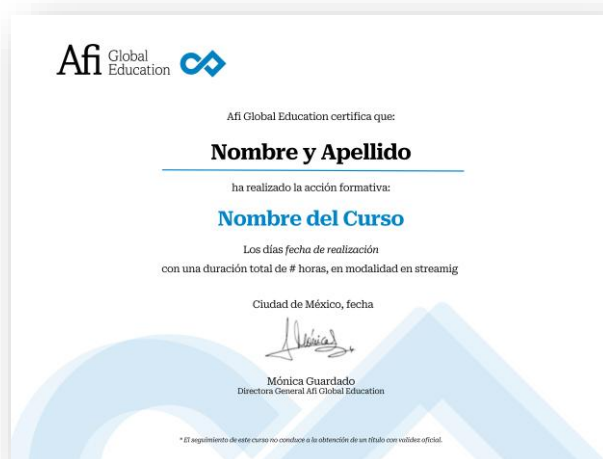 Afi Global
Education
Afi Global Education certifica que:
Nombre y Apellido
ha realizado la acción formativa:
Nombre del Curso
Los días fecha de realización
con una duración total de # horas, en modalidad en streamig
Ciudad de México, fecha
Mónica
Mónica Guardado
Directora General Afi Global Education
* El seguimiento de este curso no conduce a la obtención de un título con validez oficial.